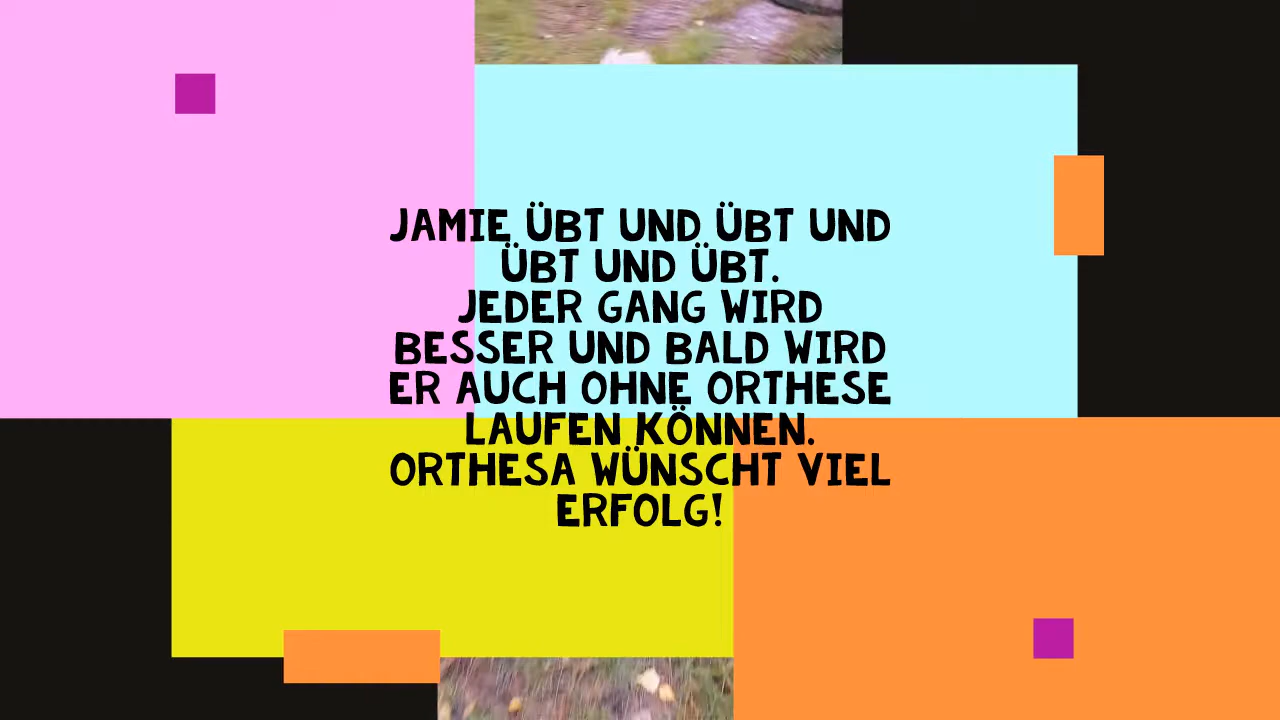 JAMIE ÜBT UND ÜBT UND
ÜBT UND ÜBT.
JEDER GANG WIRD
BESSER UND BALD WIRD
ER AUCH OHNE ORTHESE
LAUFEN KÖNNEN.
ORTHESA WÜNSCHT VIEL
ERFOLG!